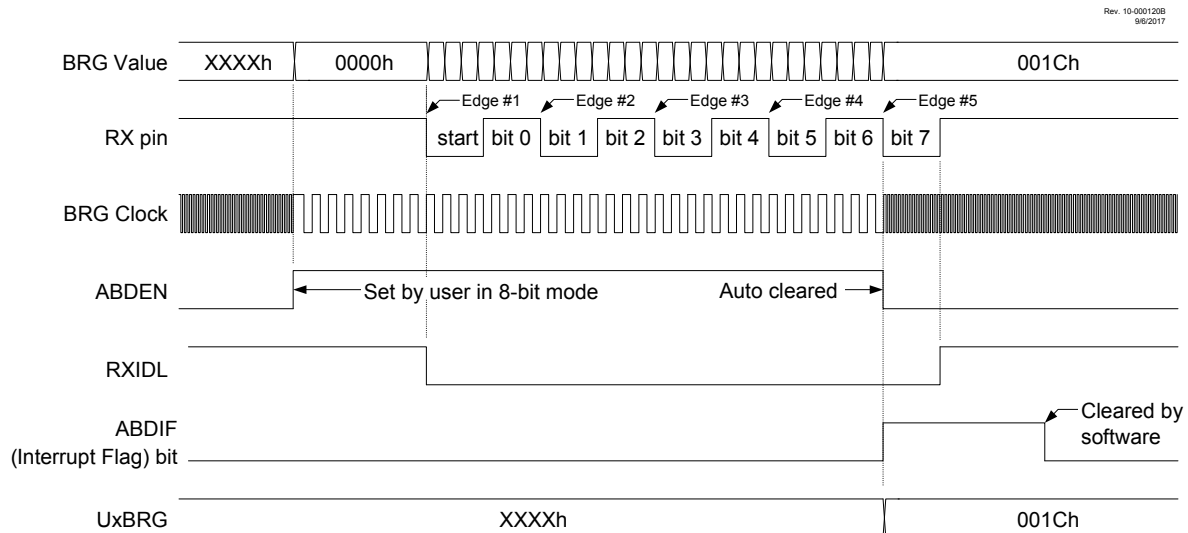 Rev. 10-000120B
9/6/2017
BRG Value XXXXh 0000h 001Ch
Edge #1 Edge #2 Edge #3 Edge #4 Edge #5
RX pin start bit 0 bit 1 bit 2 bit 3 bit 4 bit 5 bit 6 bit 7
BRG Clock
ABDEN Set by user in 8-bit mode Auto cleared
RXIDL
ABDIF
(Interrupt Flag) bit
Cleared by
software
UxBRG XXXXh 001Ch